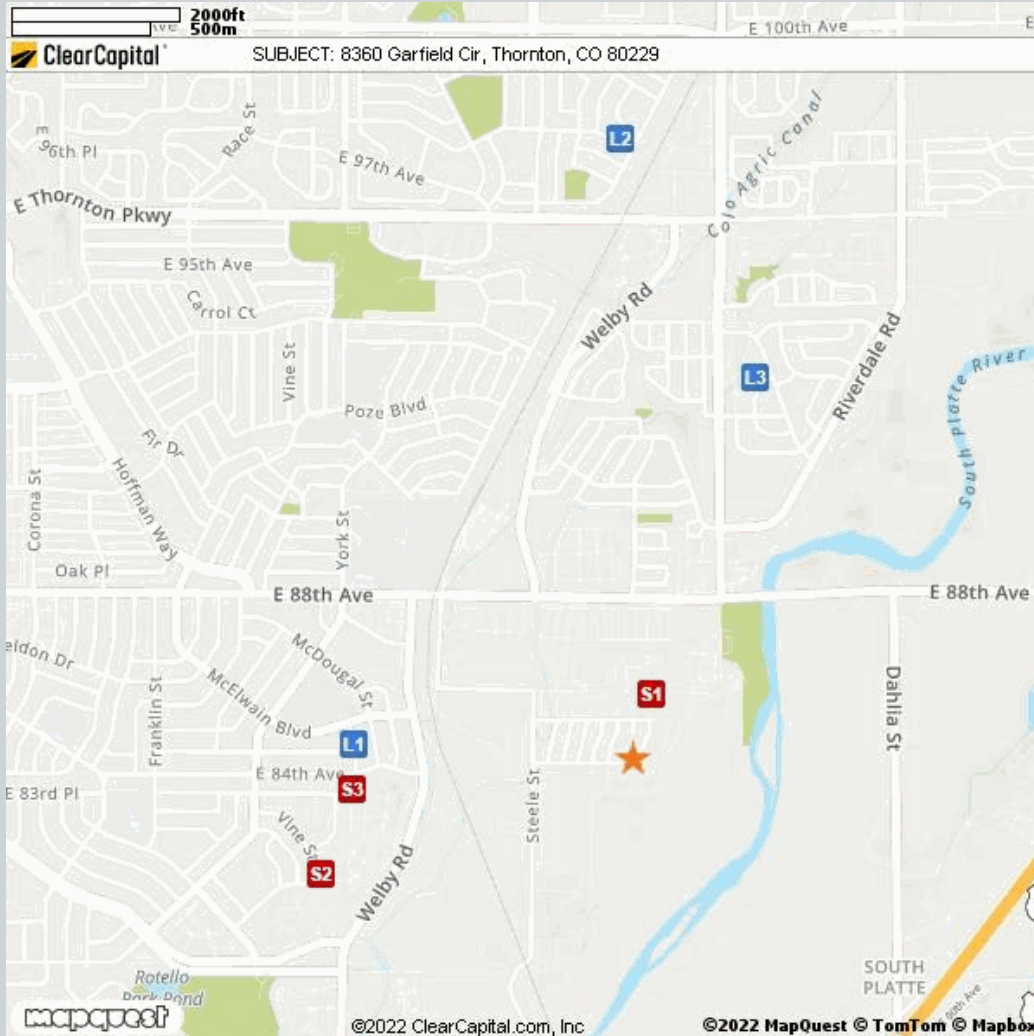 2000ft
500m
E 100th Ave
ClearCapital
SUBJECT: 8360 Garfield Cir, Thornton, CO 80229
E 96th Pl
Race St
E 97th Ave
L2
Colo Agric Canal
E Thornton Pkwy
E 95th Ave
Carrol Ct
Vine St
Welby Rd
L3
Riverdale Rd
South Platte River
Poze Blvd
Fir Dr
Hoffman Way
Corona St
York St
Oak Pl
E 88th Ave
E 88th Ave
eldon Dr
McDougal St
McElwain Blvd
Franklin St
S1
Dahlia St
L1
E 84th Ave
S3
E 83rd Pl
Steele St
Vine St
S2
Welby Rd
SOUTH
PLATTE
Rotello
Park Pond
mapquest
©2022 ClearCapital.com, Inc
©2022 MapQuest © TomTom © Mapbo